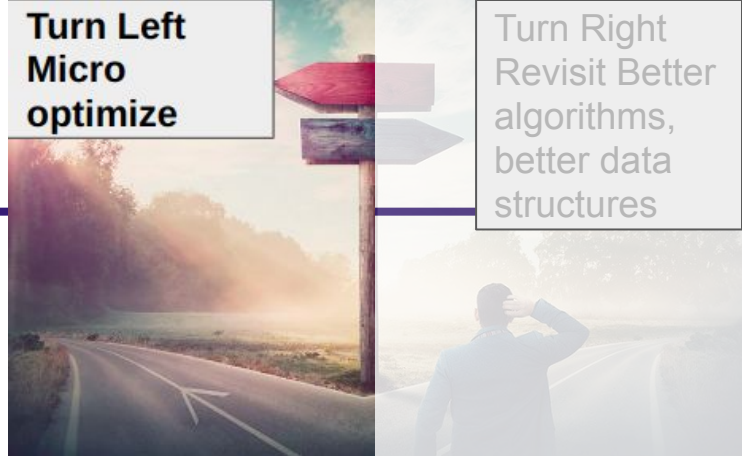 Turn Left
Micro
optimize
Turn Right
Revisit Better
algorithms,
better data
structures